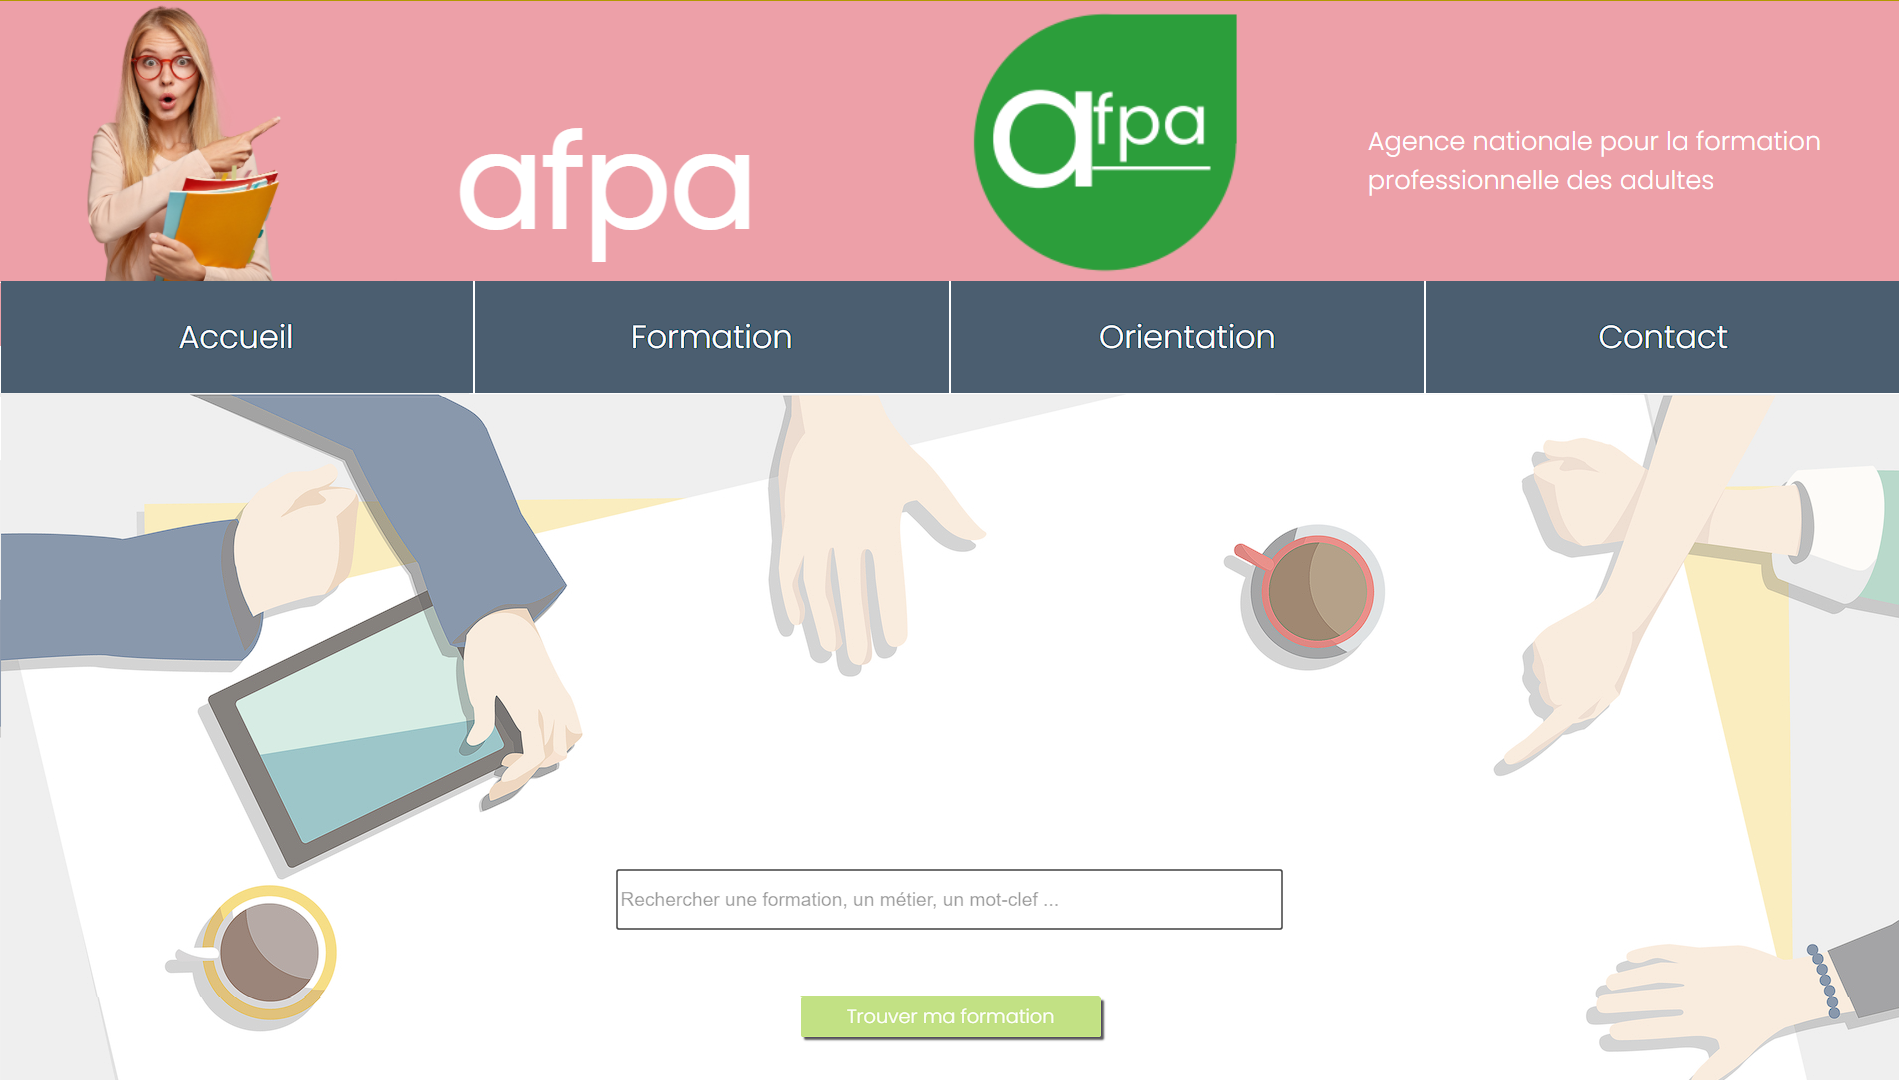 afpa
afpa
Agence nationale pour la formation
professionnelle des adultes
Accueil
Formation
Orientation
Contact
Rechercher une formation, un métier, un mot-clef ...
Trouver ma formation